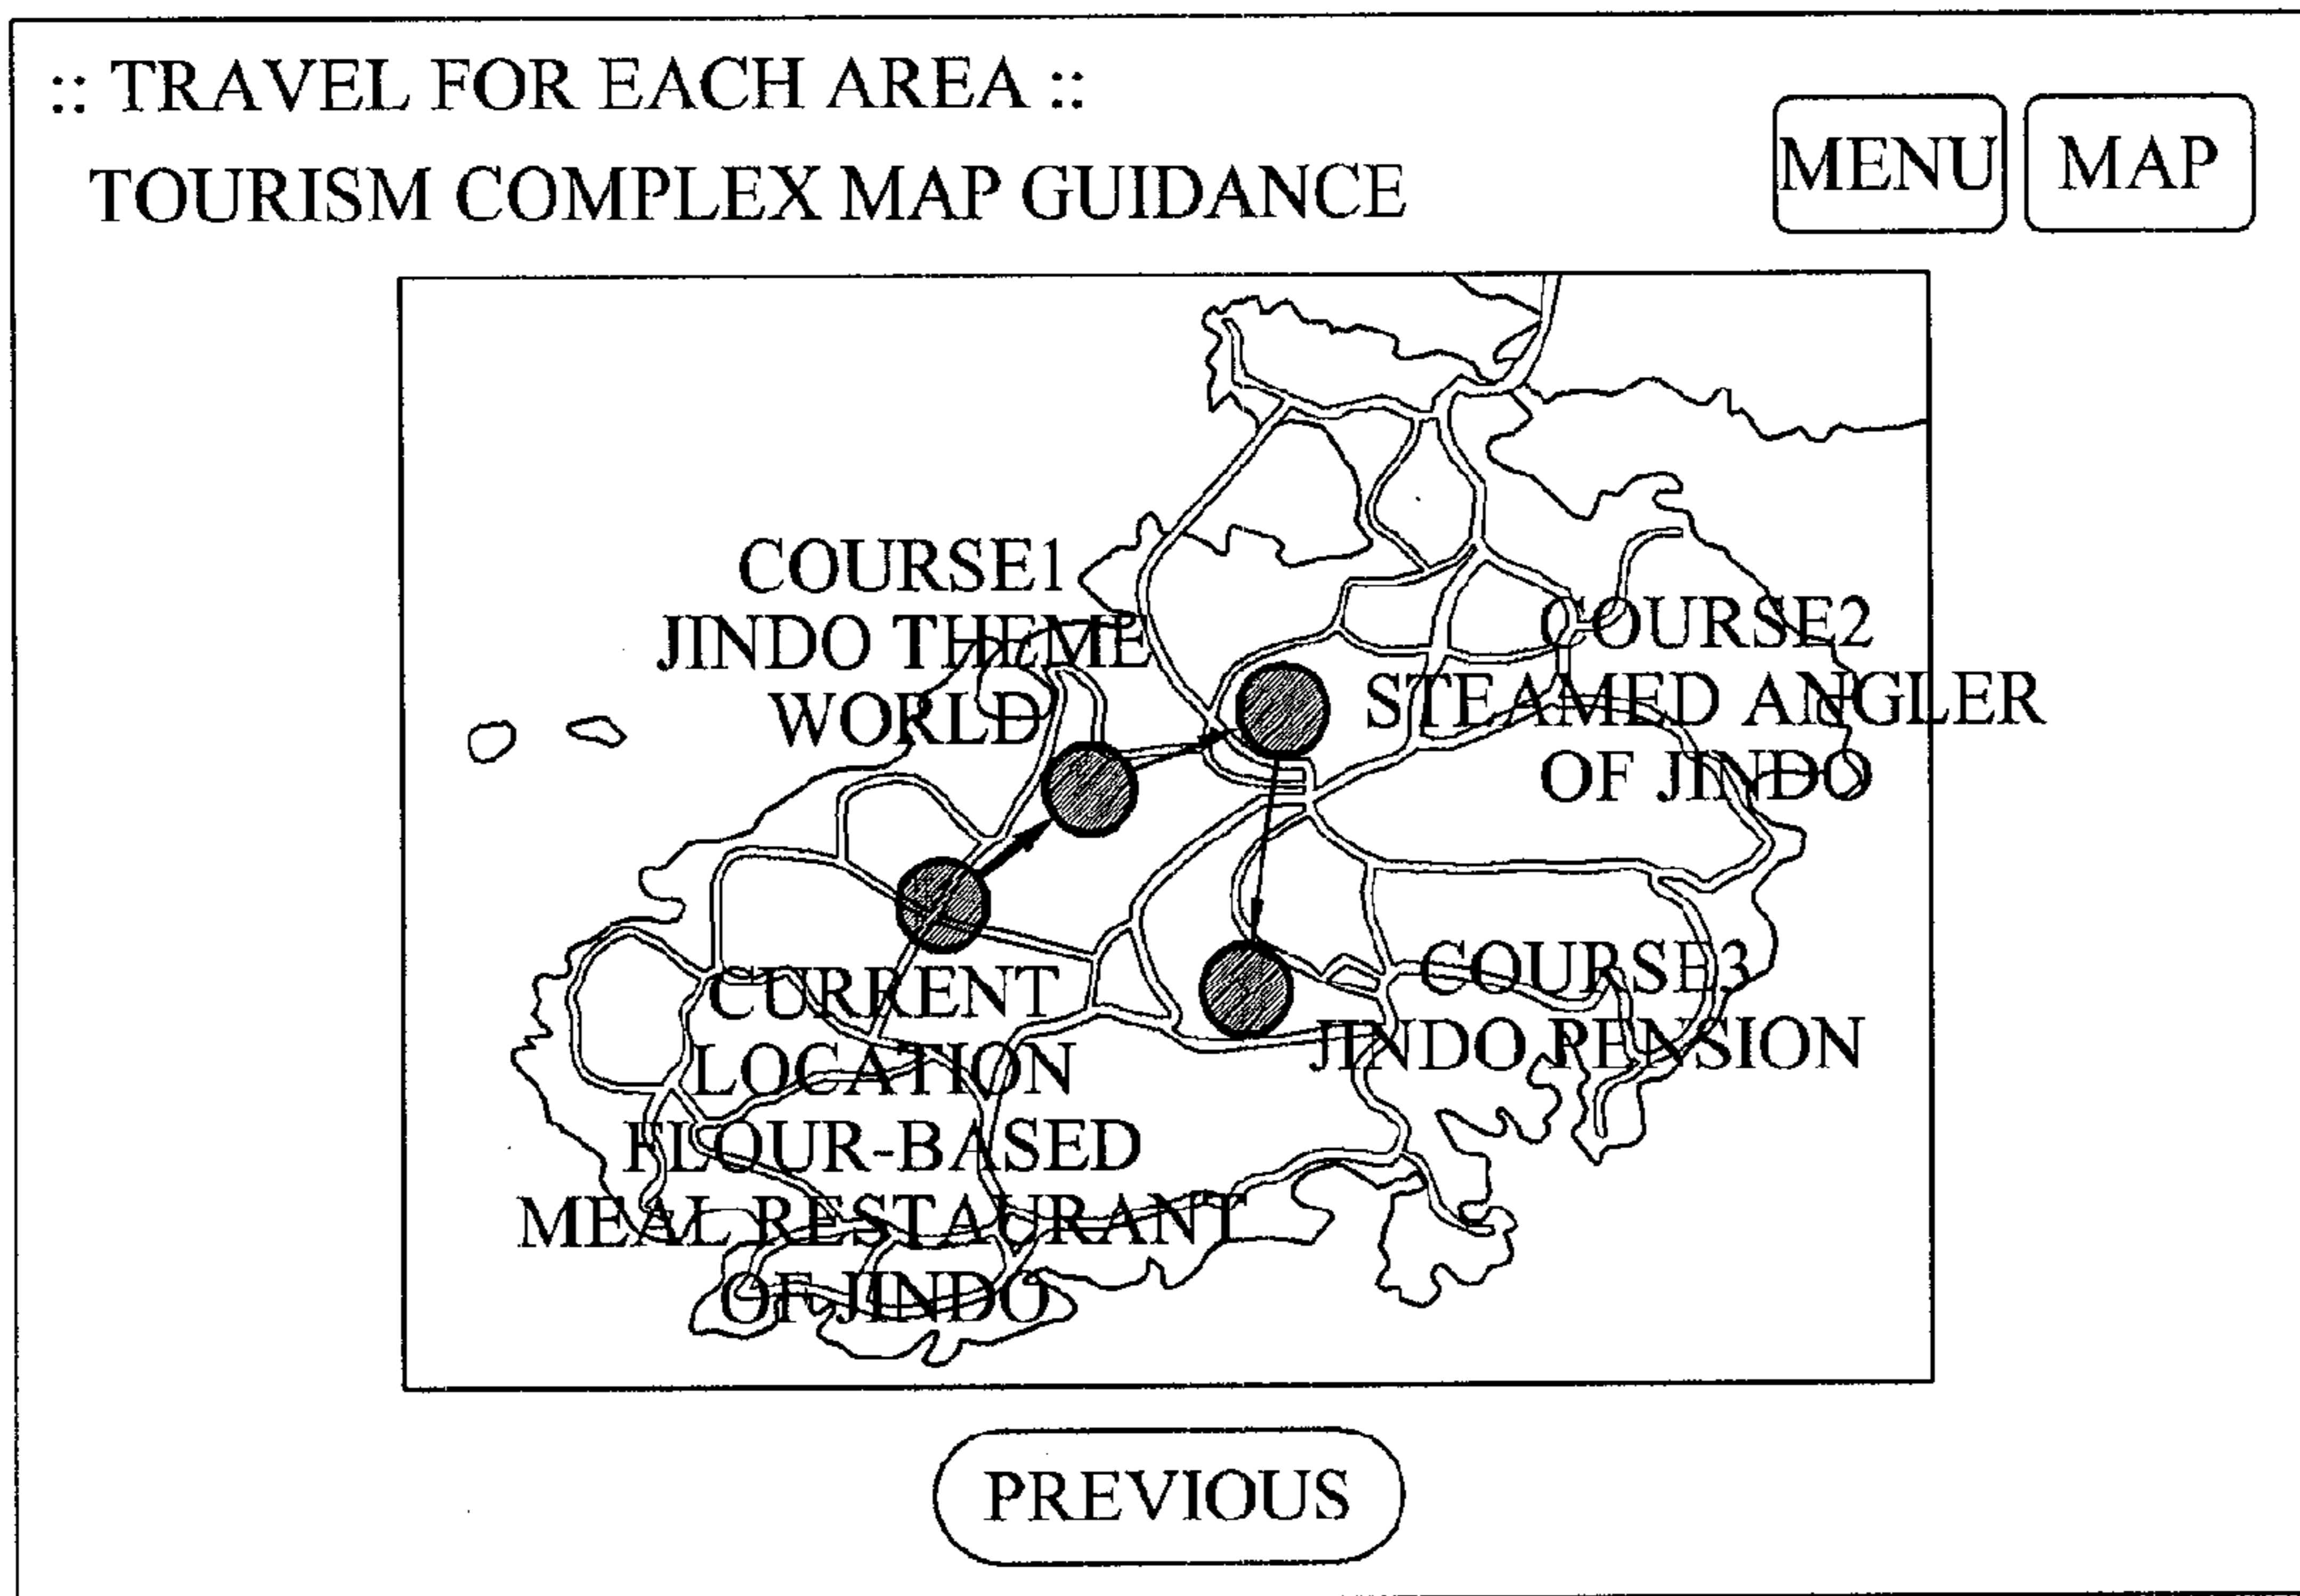 :: TRAVEL FOR EACH AREA ::
TOURISM COMPLEX MAP GUIDANCE
MENU
MAP
COURSE1
JINDO THEME
WORLD
COURSE2
STEAMED ANGLER
OF JINDO
CURRENT
LOCATION
FLOUR-BASED
MEAL RESTAURANT
OF JINDO
COURSE3
JINDO PENSION
PREVIOUS